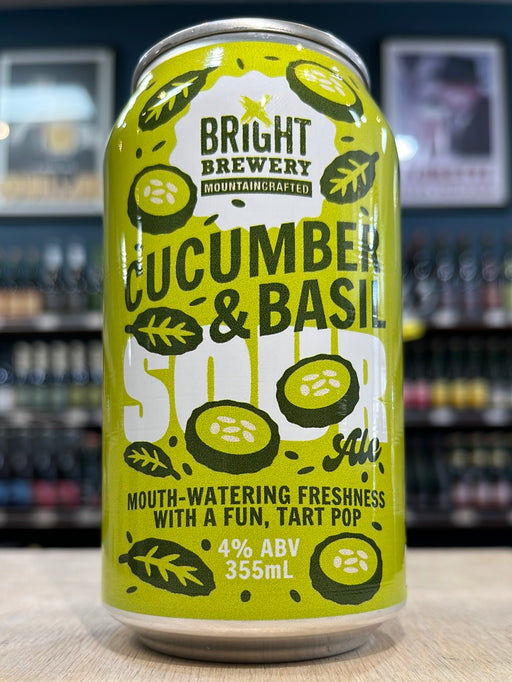 BRIGHT
BREWERY
MOUNTAINCRAFTED
CUCUMBER
& BASIL
SOUR
Ale
MOUTH-WATERING FRESHNESS
WITH A FUN, TART POP
4% ABV
355mL